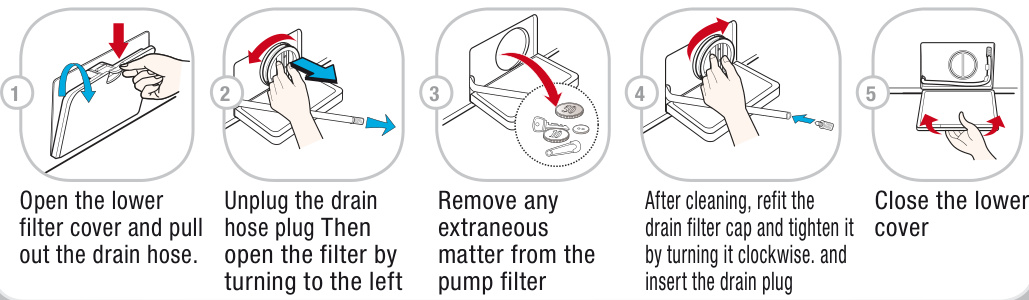 1
Open the lower
filter cover and pull
out the drain hose.
2
Unplug the drain
hose plug Then
open the filter by
turning to the left
3
Remove any
extraneous
matter from the
pump filter
4
After cleaning, refit the
drain filter cap and tighten it
by turning it clockwise. and
insert the drain plug
5
Close the lower
cover